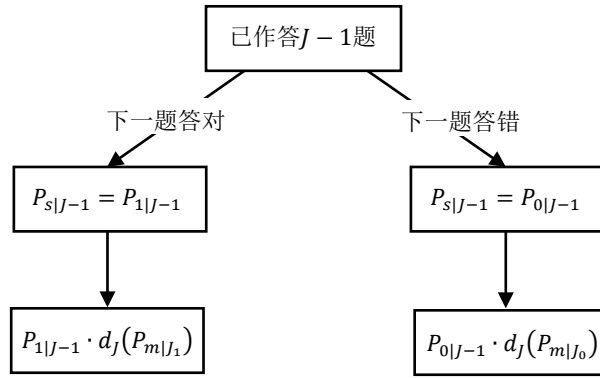 已作答J − 1题
下一题答对
下一题答错
P_{s|J−1} = P_{1|J−1}
P_{s|J−1} = P_{0|J−1}
P_{1|J−1} · d_J(P_{m|J_1})
P_{0|J−1} · d_J(P_{m|J_0})